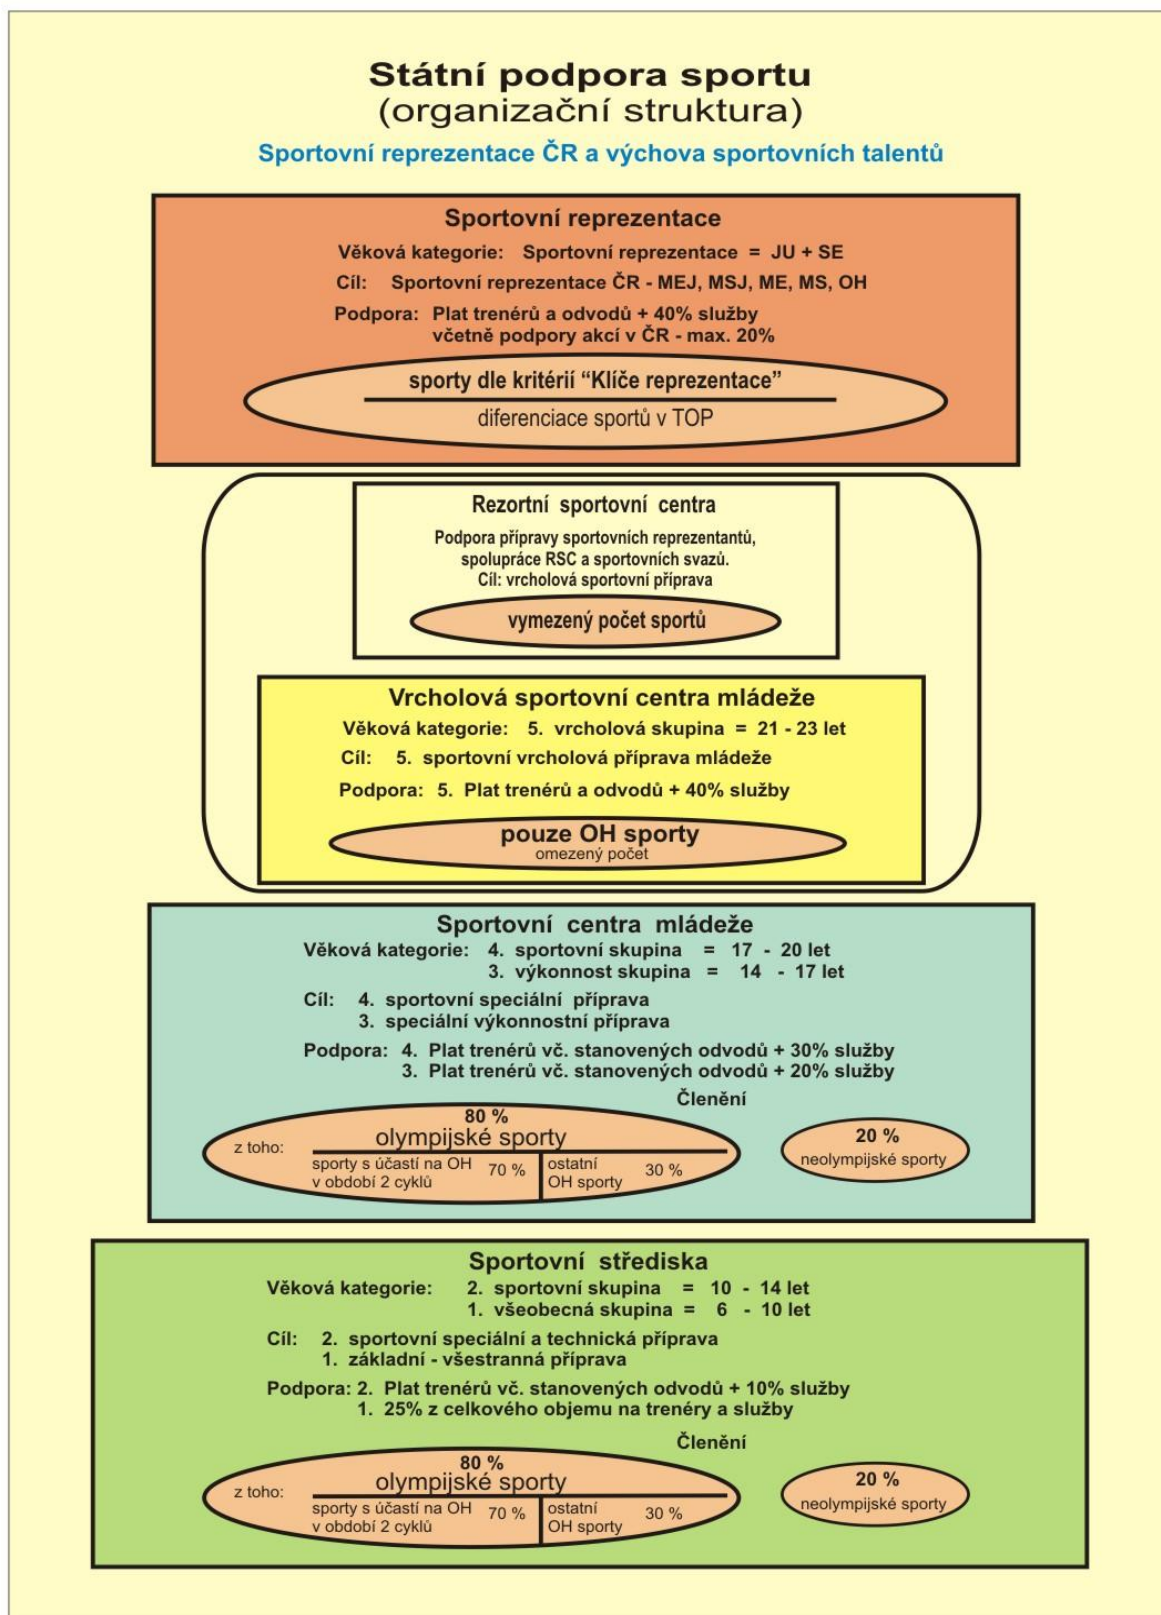 Státní podpora sportu
(organizační struktura)
Sportovní reprezentace ČR a výchova sportovních talentů
Sportovní reprezentace
Věková kategorie: Sportovní reprezentace = JU + SE
Cíl: Sportovní reprezentace ČR - MEJ, MSJ, ME, MS, OH
Podpora: Plat trenérů a odvodů + 40% služby
včetně podpory akcí v ČR - max. 20%
sporty dle kritérií “Klíče reprezentace”
diferenciace sportů v TOP
Rezortní sportovní centra
Podpora přípravy sportovních reprezentantů,
spolupráce RSC a sportovních svazů.
Cíl: vrcholová sportovní příprava
vymezený počet sportů
Vrcholová sportovní centra mládeže
Věková kategorie: 5. vrcholová skupina = 21 - 23 let
Cíl: 5. sportovní vrcholová příprava mládeže
Podpora: 5. Plat trenérů a odvodů + 40% služby
pouze OH sporty
omezený počet
Sportovní centra mládeže
Věková kategorie: 4. sportovní skupina = 17 - 20 let
3. výkonnost skupina = 14 - 17 let
Cíl: 4. sportovní speciální příprava
3. speciální výkonnostní příprava
Podpora: 4. Plat trenérů vč. stanovených odvodů + 30% služby
3. Plat trenérů vč. stanovených odvodů + 20% služby
Členění
80 %
olympijské sporty
z toho:
sporty s účastí na OH
v období 2 cyklů
70 %
ostatní
OH sporty
30 %
20 %
neolympijské sporty
Sportovní střediska
Věková kategorie: 2. sportovní skupina = 10 - 14 let
1. všeobecná skupina = 6 - 10 let
Cíl: 2. sportovní speciální a technická příprava
1. základní - všestranná příprava
Podpora: 2. Plat trenérů vč. stanovených odvodů + 10% služby
1. 25% z celkového objemu na trenéry a služby
Členění
80 %
olympijské sporty
z toho:
sporty s účastí na OH
v období 2 cyklů
70 %
ostatní
OH sporty
30 %
20 %
neolympijské sporty